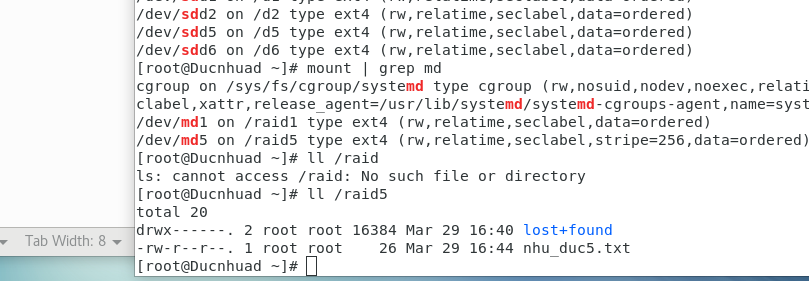 /dev/sdd2 on /d2 type ext4 (rw,relatime,seclabel,data=ordered)
/dev/sdd5 on /d5 type ext4 (rw,relatime,seclabel,data=ordered)
/dev/sdd6 on /d6 type ext4 (rw,relatime,seclabel,data=ordered)
[root@Ducnhuad ~]# mount | grep md
cgroup on /sys/fs/cgroup/systemd type cgroup (rw,nosuid,nodev,noexec,relati
clabel,xattr,release_agent=/usr/lib/systemd/systemd-cgroups-agent,name=syst
/dev/md1 on /raid1 type ext4 (rw,relatime,seclabel,data=ordered)
/dev/md5 on /raid5 type ext4 (rw,relatime,seclabel,stripe=256,data=ordered)
[root@Ducnhuad ~]# ll /raid
ls: cannot access /raid: No such file or directory
[root@Ducnhuad ~]# ll /raid5
total 20
drwx------. 2 root root 16384 Mar 29 16:40 lost+found
-rw-r--r--. 1 root root    26 Mar 29 16:44 nhu_duc5.txt
[root@Ducnhuad ~]#
Tab Width: 8